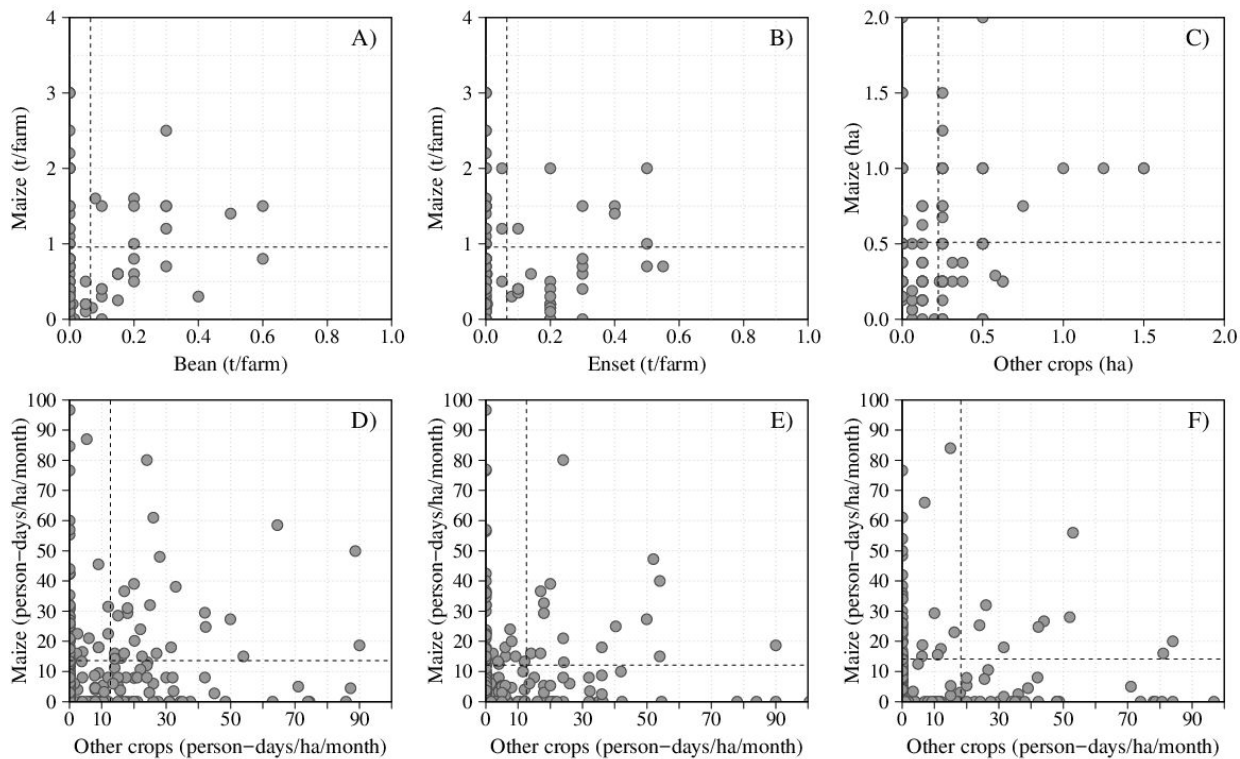 A)
4
3
2
1
0
Maize (t/farm)
0.0 0.2 0.4 0.6 0.8 1.0
Bean (t/farm)
B)
4
3
2
1
0
Maize (t/farm)
0.0 0.2 0.4 0.6 0.8 1.0
Enset (t/farm)
C)
2.0
1.5
1.0
0.5
0.0
Maize (ha)
0.0 0.5 1.0 1.5 2.0
Other crops (ha)
D)
100
90
80
70
60
50
40
30
20
10
0
Maize (person−days/ha/month)
0 10 30 50 70 90
Other crops (person−days/ha/month)
E)
100
90
80
70
60
50
40
30
20
10
0
Maize (person−days/ha/month)
0 10 30 50 70 90
Other crops (person−days/ha/month)
F)
100
90
80
70
60
50
40
30
20
10
0
Maize (person−days/ha/month)
0 10 30 50 70 90
Other crops (person−days/ha/month)